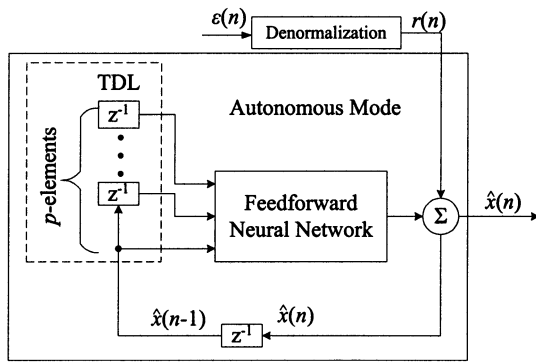 ε(n)
Denormalization
r(n)
TDL
z⁻¹
Autonomous Mode
p-elements
z⁻¹
Feedforward
Neural Network
Σ
x̂(n)
x̂(n-1)
z⁻¹
x̂(n)